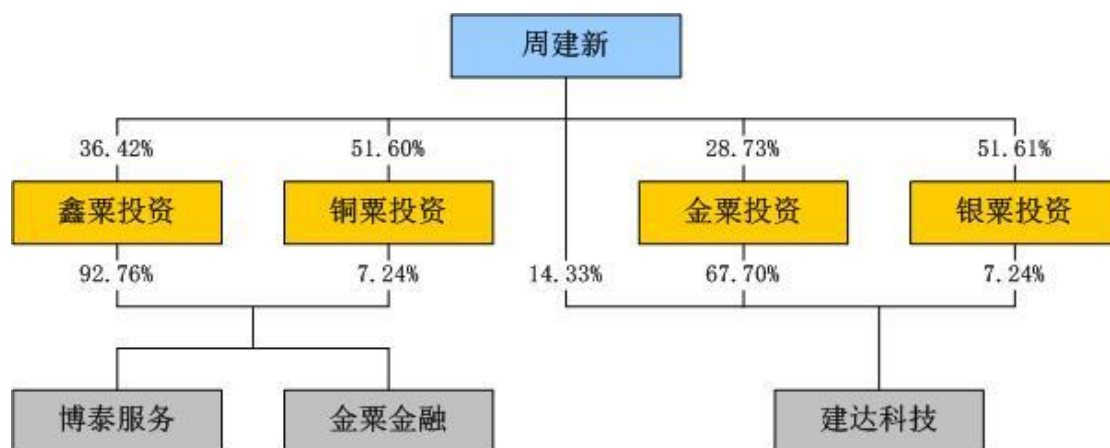 周建新
36.42% 51.60% 28.73% 51.61%
鑫粟投资 铜粟投资 金粟投资 银粟投资
92.76% 7.24% 14.33% 67.70% 7.24%
博泰服务 金粟金融 建达科技